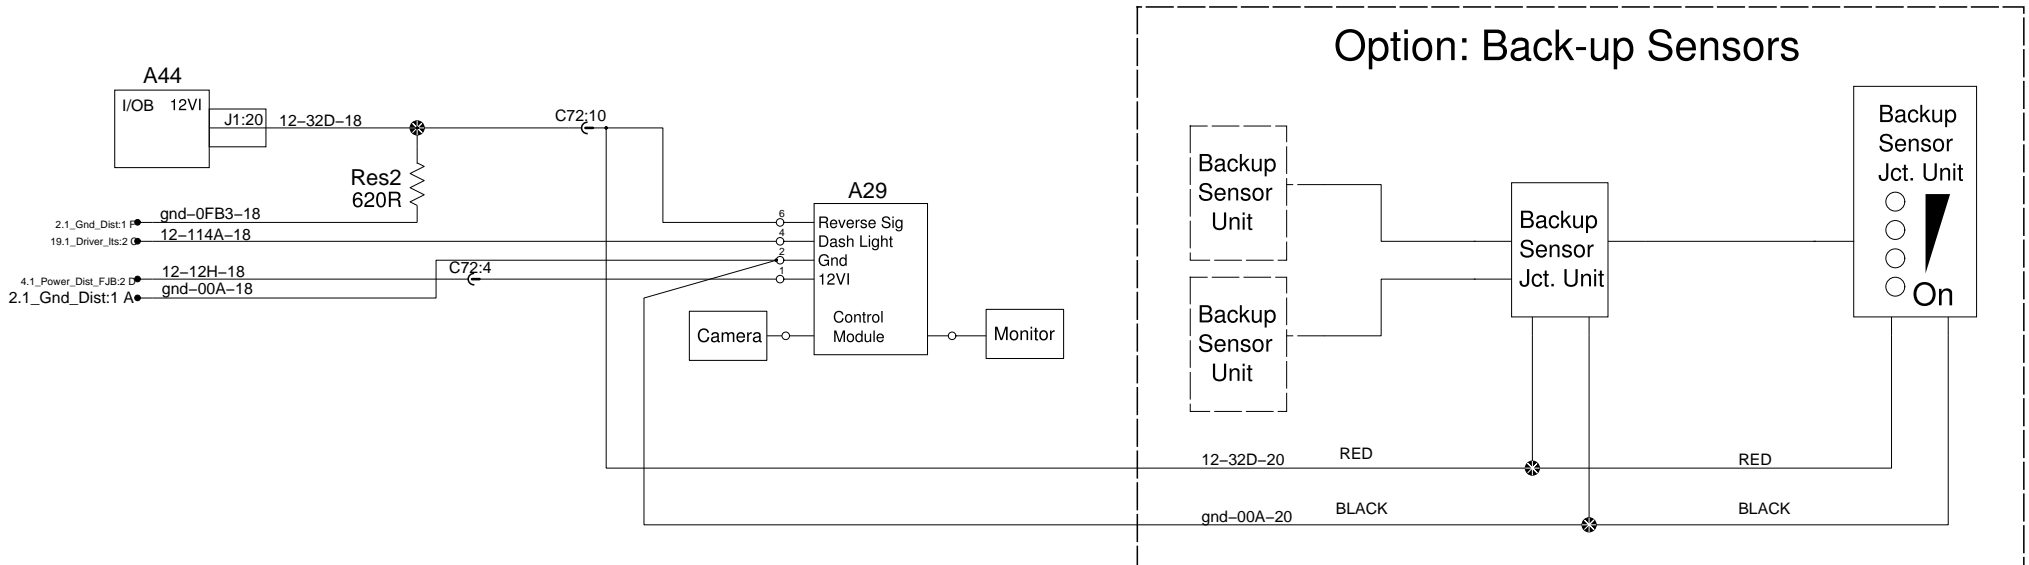 Option: Back-up Sensors
A44
I/OB 12VI
J1:20
12–32D–18
C72:10
Res2
620R
2.1_Gnd_Dist:1 F
gnd–0FB3–18
19.1_Driver_lts:2
12–114A–18
4.1_Power_Dist_FJB:2 D
12–12H–18
C72:4
2.1_Gnd_Dist:1 A
gnd–00A–18
A29
6
Reverse Sig
4
Dash Light
2
Gnd
1
12VI
Control
Module
Camera
Monitor
Backup
Sensor
Unit
Backup
Sensor
Unit
Backup
Sensor
Jct. Unit
Backup
Sensor
Jct. Unit
On
12–32D–20
RED
RED
gnd–00A–20
BLACK
BLACK